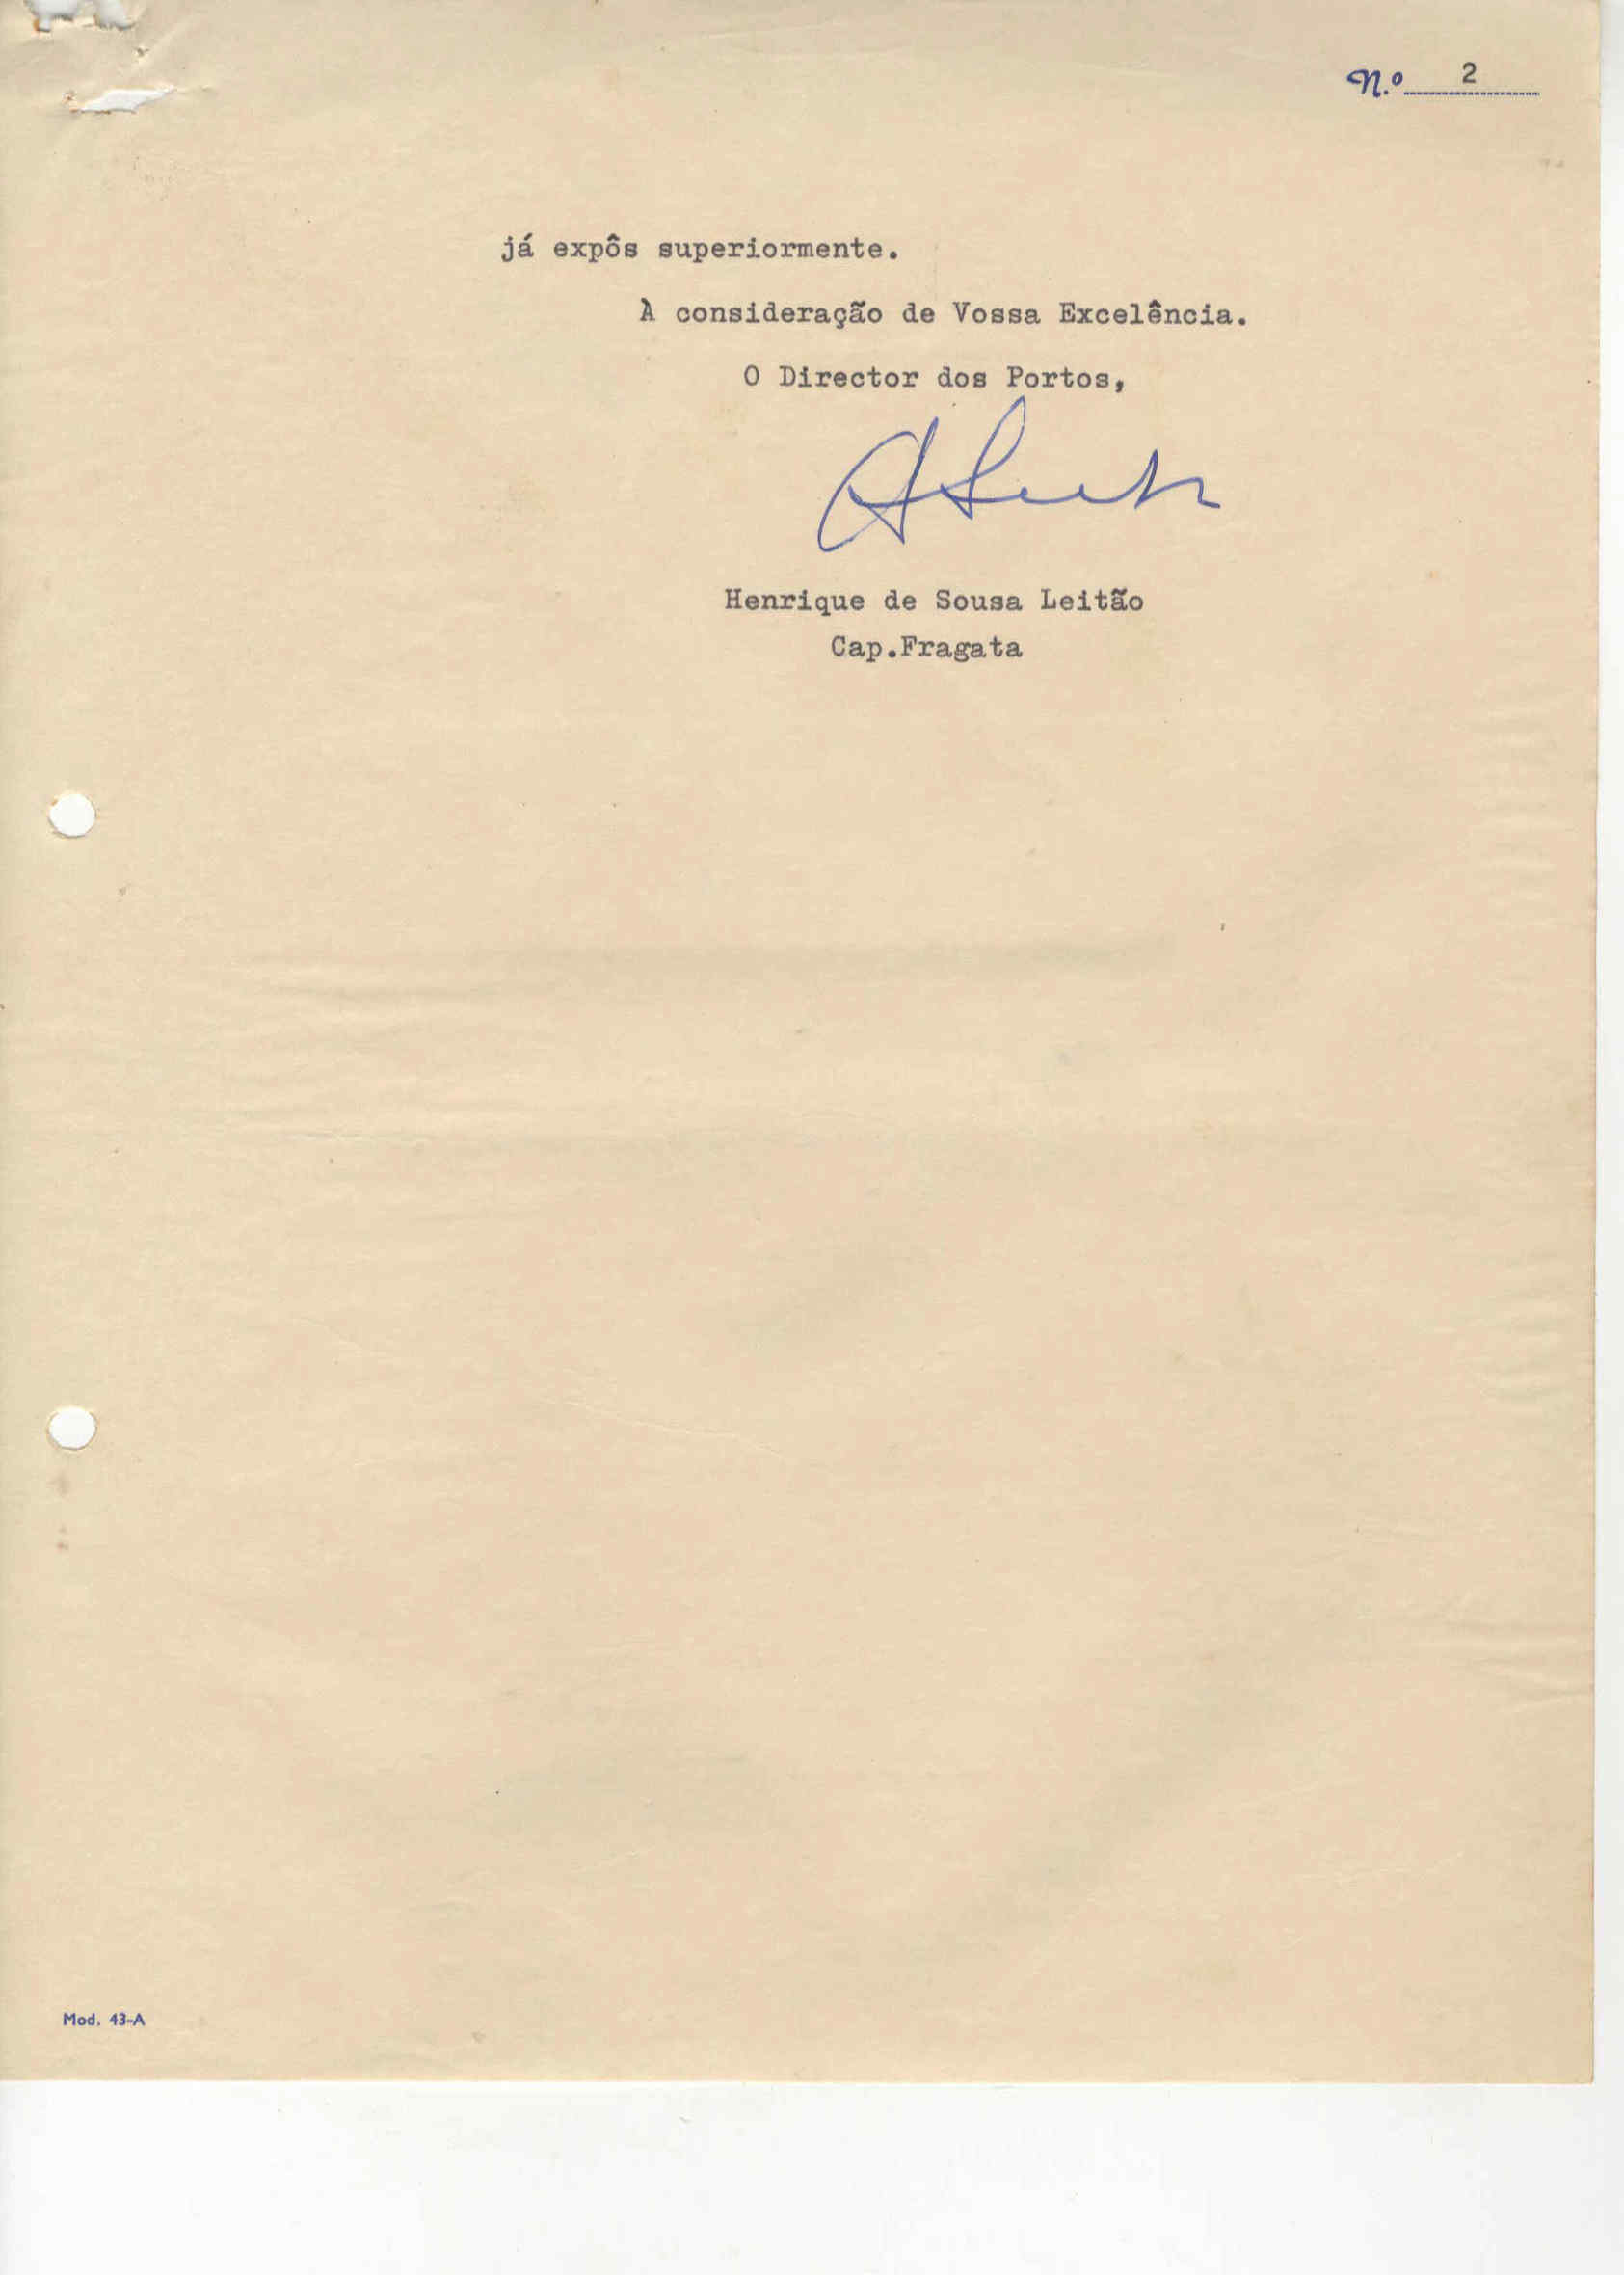 N.º 2
já expôs superiormente.
À consideração de Vossa Excelência.
O Director dos Portos,
Henrique de Sousa Leitão
Cap.Fragata
Mod. 43-A